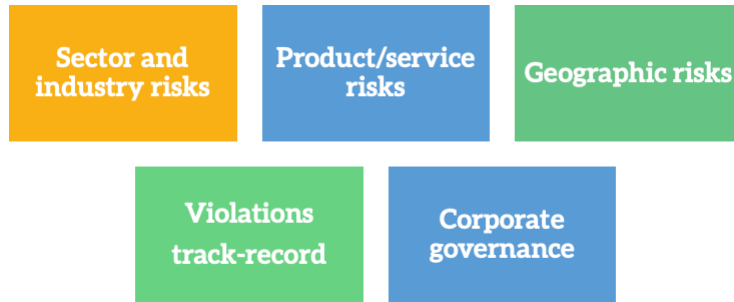 Sector and
industry risks
Product/service
risks
Geographic risks
Violations
track-record
Corporate
governance